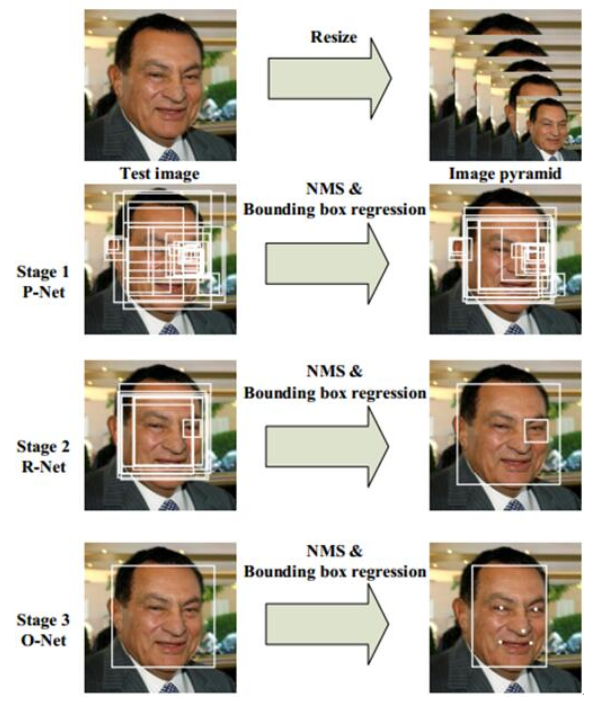 Resize
Test image
Image pyramid
NMS &
Bounding box regression
Stage 1
P-Net
NMS &
Bounding box regression
Stage 2
R-Net
NMS &
Bounding box regression
Stage 3
O-Net